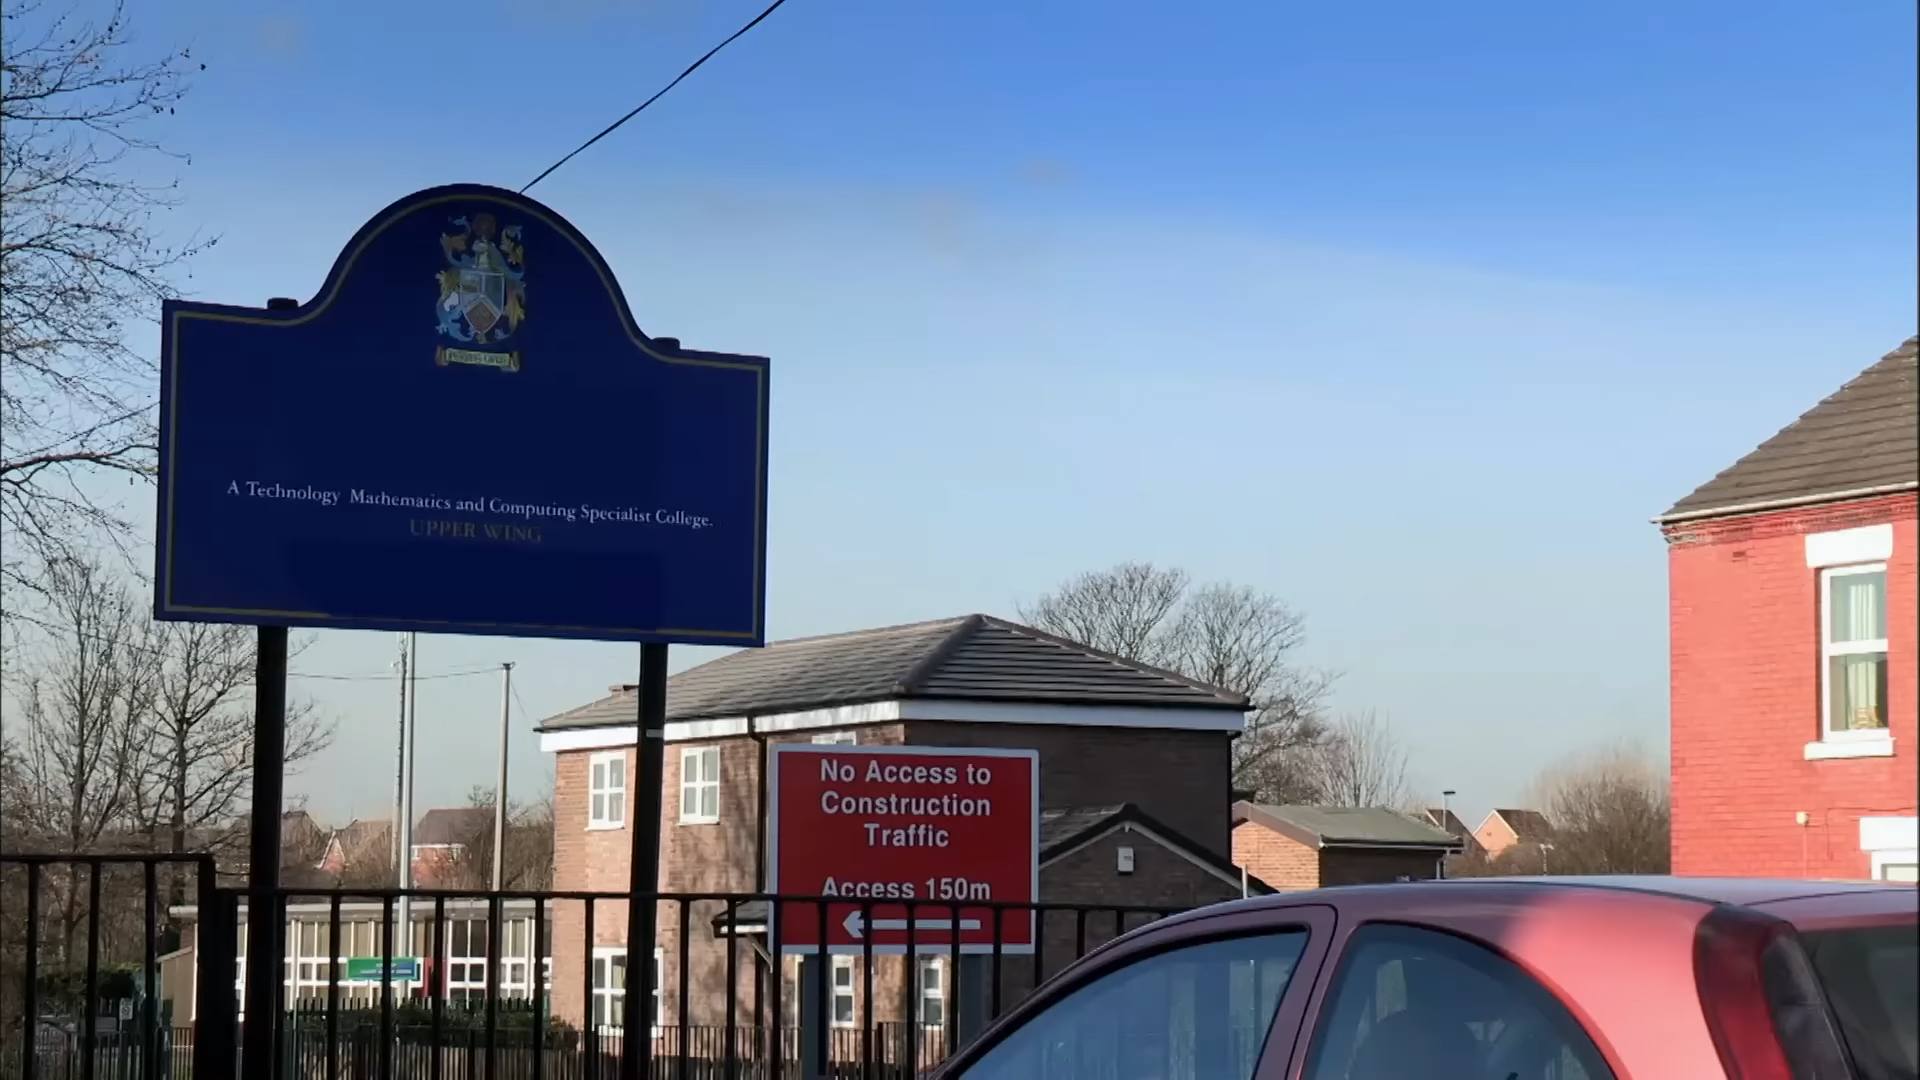 A Technology Mathematics and Computing Specialist College.
UPPER WING
No Access to
Construction
Traffic
Access 150m